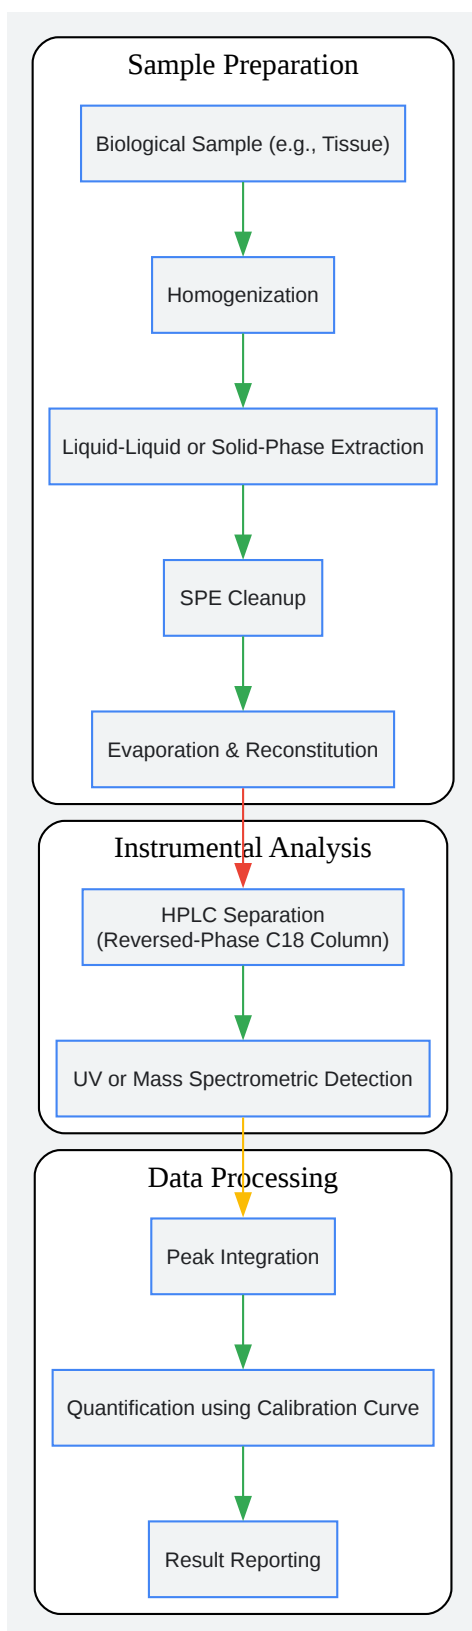 Sample Preparation
Biological Sample (e.g., Tissue)
Homogenization
Liquid-Liquid or Solid-Phase Extraction
SPE Cleanup
Evaporation & Reconstitution
Instrumental Analysis
HPLC Separation
(Reversed-Phase C18 Column)
UV or Mass Spectrometric Detection
Data Processing
Peak Integration
Quantification using Calibration Curve
Result Reporting